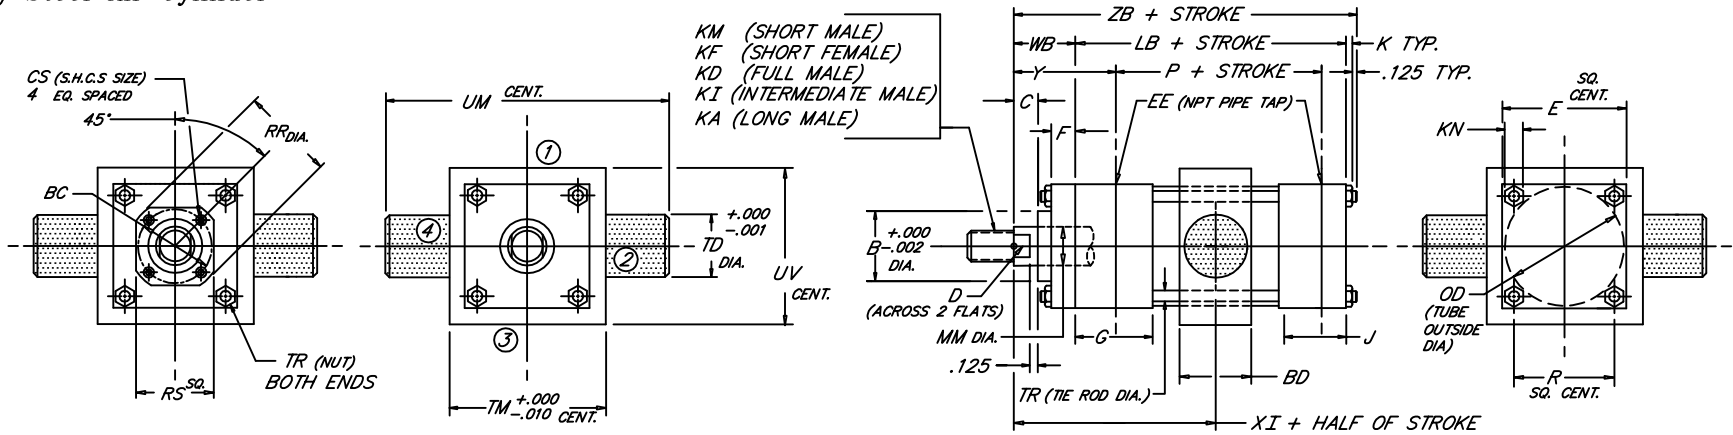 CS (S.H.C.S SIZE)
4 EQ. SPACED
45°
RR DIA.
BC
TR (NUT)
BOTH ENDS
RS SQ.
UM CENT.
1
2
3
4
TD +.000 -.001
DIA.
UV
CENT.
TM +.000 -.010 CENT.
KM (SHORT MALE)
KF (SHORT FEMALE)
KD (FULL MALE)
KI (INTERMEDIATE MALE)
KA (LONG MALE)
ZB + STROKE
WB
LB + STROKE
K TYP.
Y
P + STROKE
.125 TYP.
C
EE (NPT PIPE TAP)
F
B +.000 -.002
DIA.
D
(ACROSS 2 FLATS)
MM DIA.
G
J
.125
BD
TR (TIE ROD DIA.)
XI + HALF OF STROKE
SQ.
E CENT.
KN
OD
(TUBE
OUTSIDE
DIA)
R
SQ. CENT.